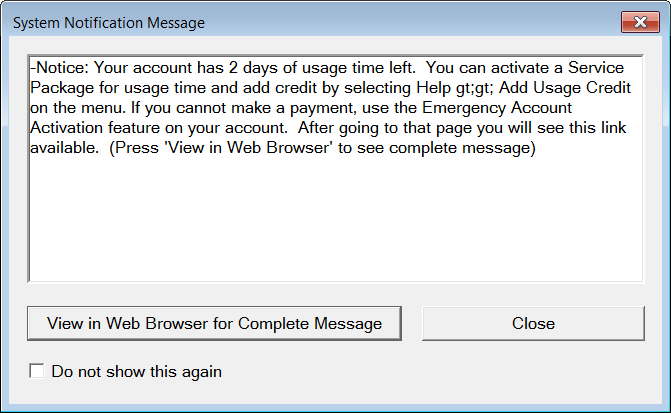 System Notification Message
-Notice: Your account has 2 days of usage time left.  You can activate a Service
Package for usage time and add credit by selecting Help gt;gt; Add Usage Credit
on the menu. If you cannot make a payment, use the Emergency Account
Activation feature on your account.  After going to that page you will see this link
available.  (Press 'View in Web Browser' to see complete message)
View in Web Browser for Complete Message
Close
Do not show this again